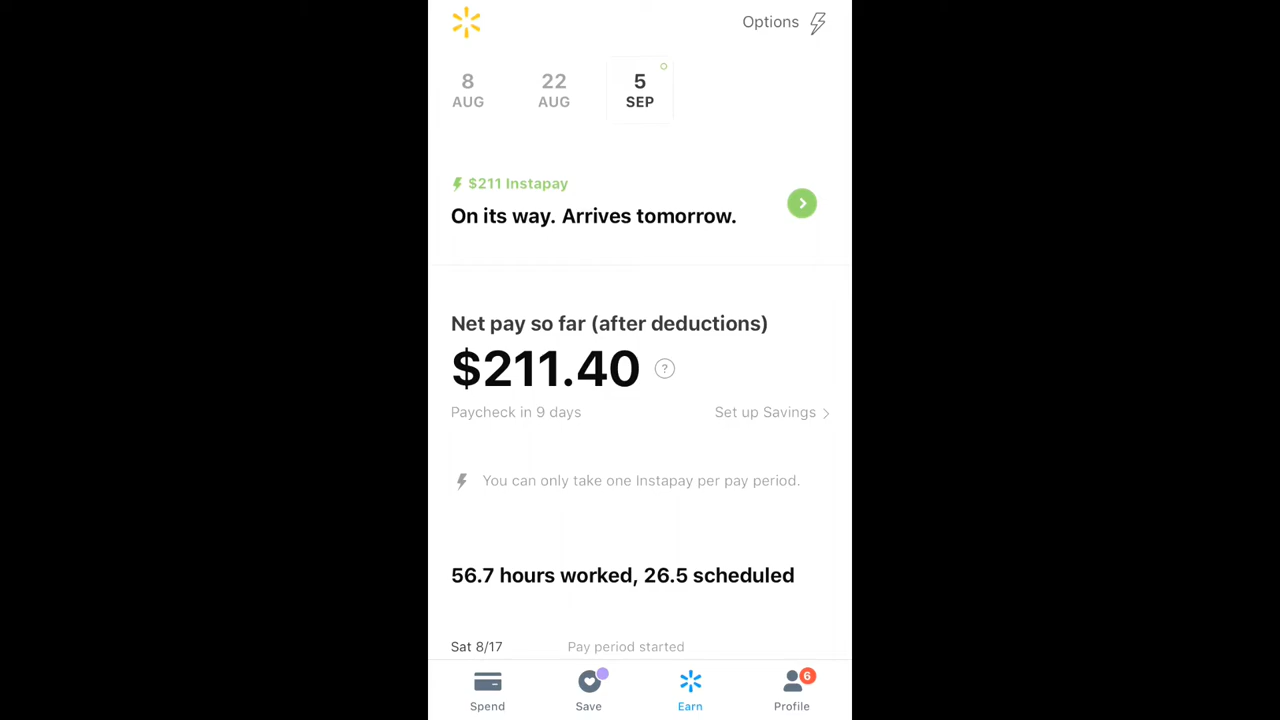 Options
8 22 5
AUG AUG SEP
$211 Instapay
On its way. Arrives tomorrow.
Net pay so far (after deductions)
$211.40 ?
Paycheck in 9 days Set up Savings
You can only take one Instapay per pay period.
56.7 hours worked, 26.5 scheduled
Sat 8/17 Pay period started
6
Spend Save Earn Profile